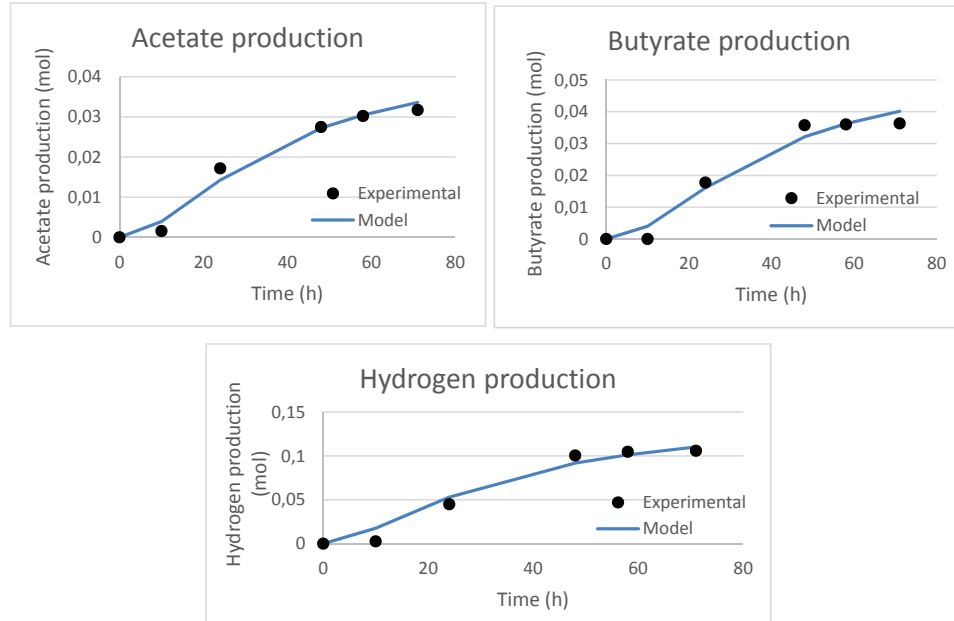 Acetate production
Acetate production (mol)
0,04
0,03
0,02
0,01
0
0 20 40 60 80
Time (h)
Experimental
Model
Butyrate production
Butyrate production (mol)
0,05
0,04
0,03
0,02
0,01
0
0 20 40 60 80
Time (h)
Experimental
Model
Hydrogen production
Hydrogen production
(mol)
0,15
0,1
0,05
0
0 20 40 60 80
Time (h)
Experimental
Model